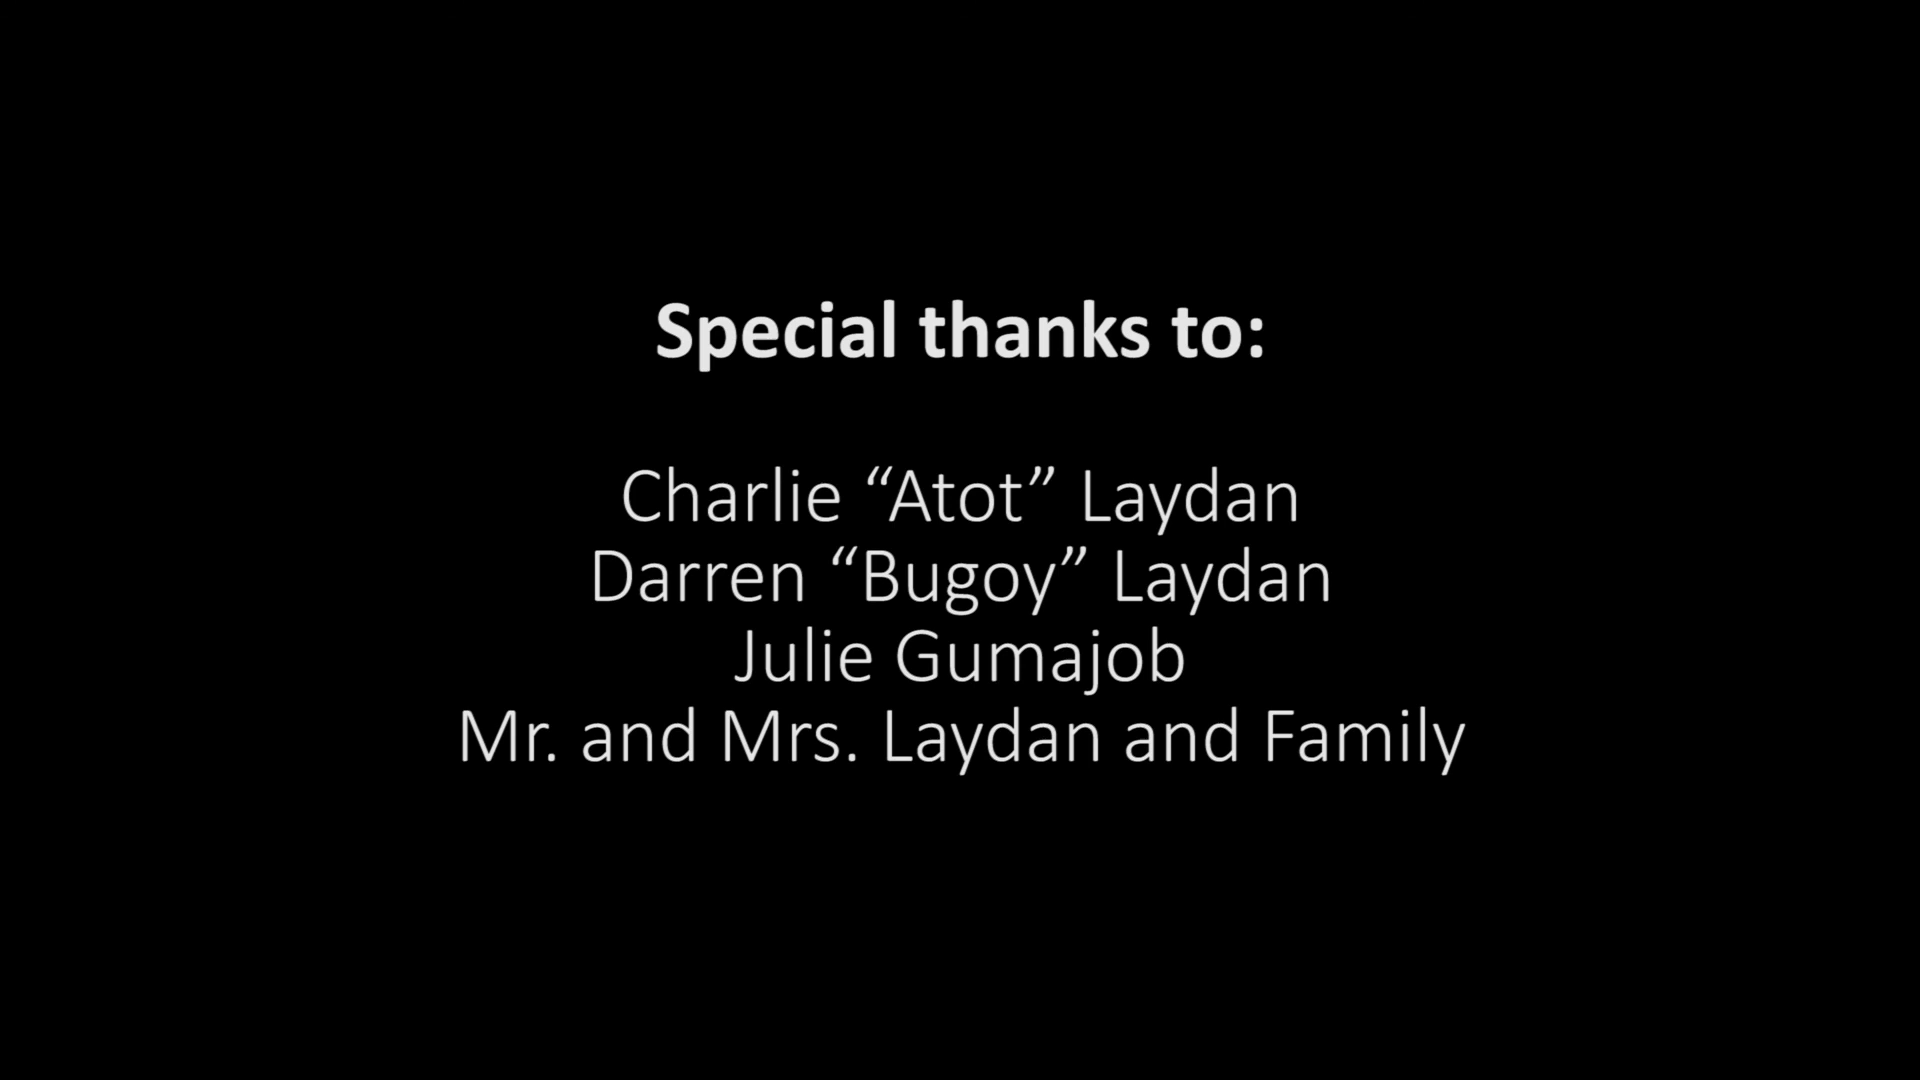 Special thanks to:
Charlie “Atot” Laydan
Darren “Bugoy” Laydan
Julie Gumajob
Mr. and Mrs. Laydan and Family